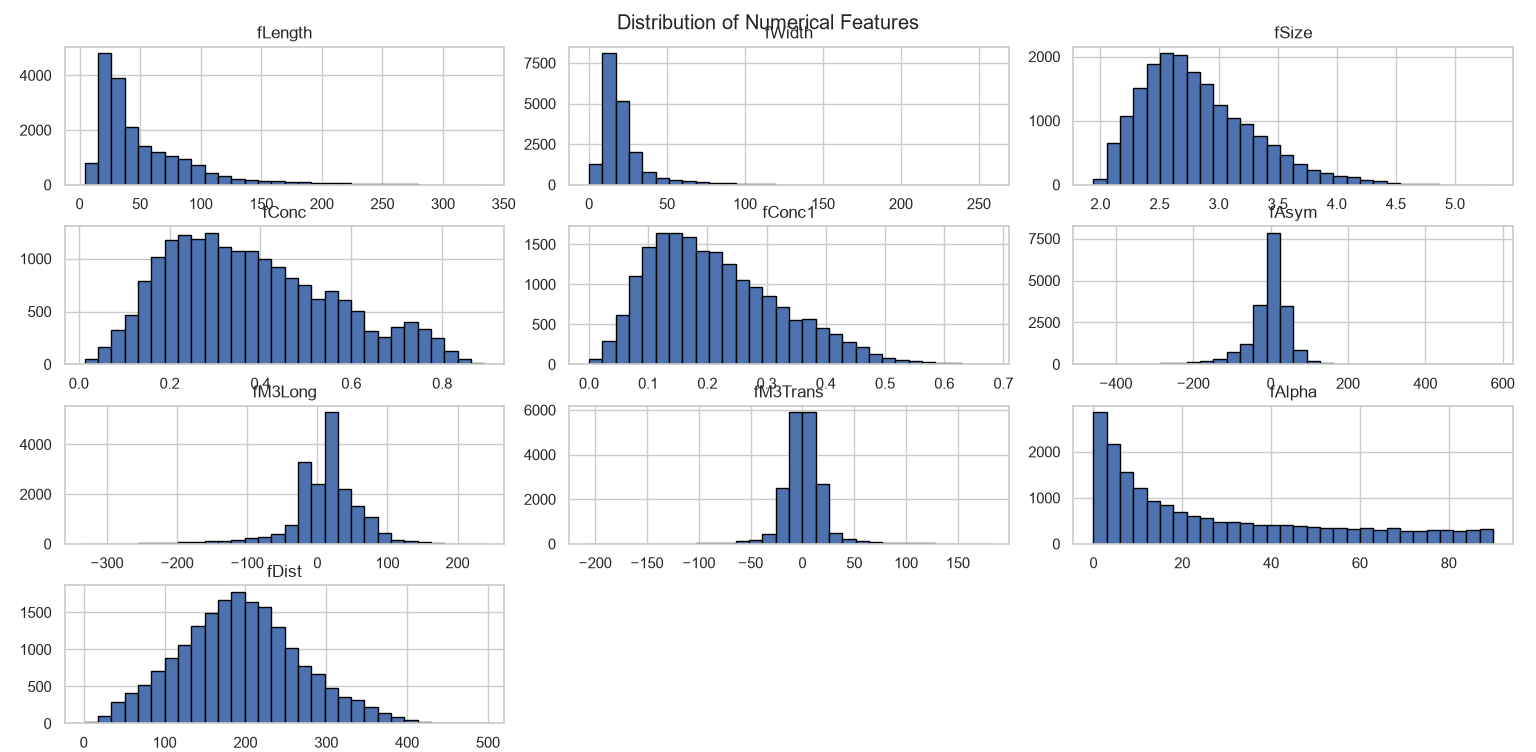 Distribution of Numerical Features
fLength
fWidth
fSize
4000
2000
0
0 50 100 150 200 250 300 350
7500
5000
2500
0
0 50 100 150 200 250
2000
1000
0
2.0 2.5 3.0 3.5 4.0 4.5 5.0
fConc
fConc1
fAsym
1000
500
0
0.0 0.2 0.4 0.6 0.8
1500
1000
500
0
0.0 0.1 0.2 0.3 0.4 0.5 0.6 0.7
7500
5000
2500
0
−400 −200 0 200 400 600
fM3Long
fM3Trans
fAlpha
4000
2000
0
−300 −200 −100 0 100 200
6000
4000
2000
0
−200 −150 −100 −50 0 50 100 150
2000
1000
0
0 20 40 60 80
fDist
1500
1000
500
0
0 100 200 300 400 500